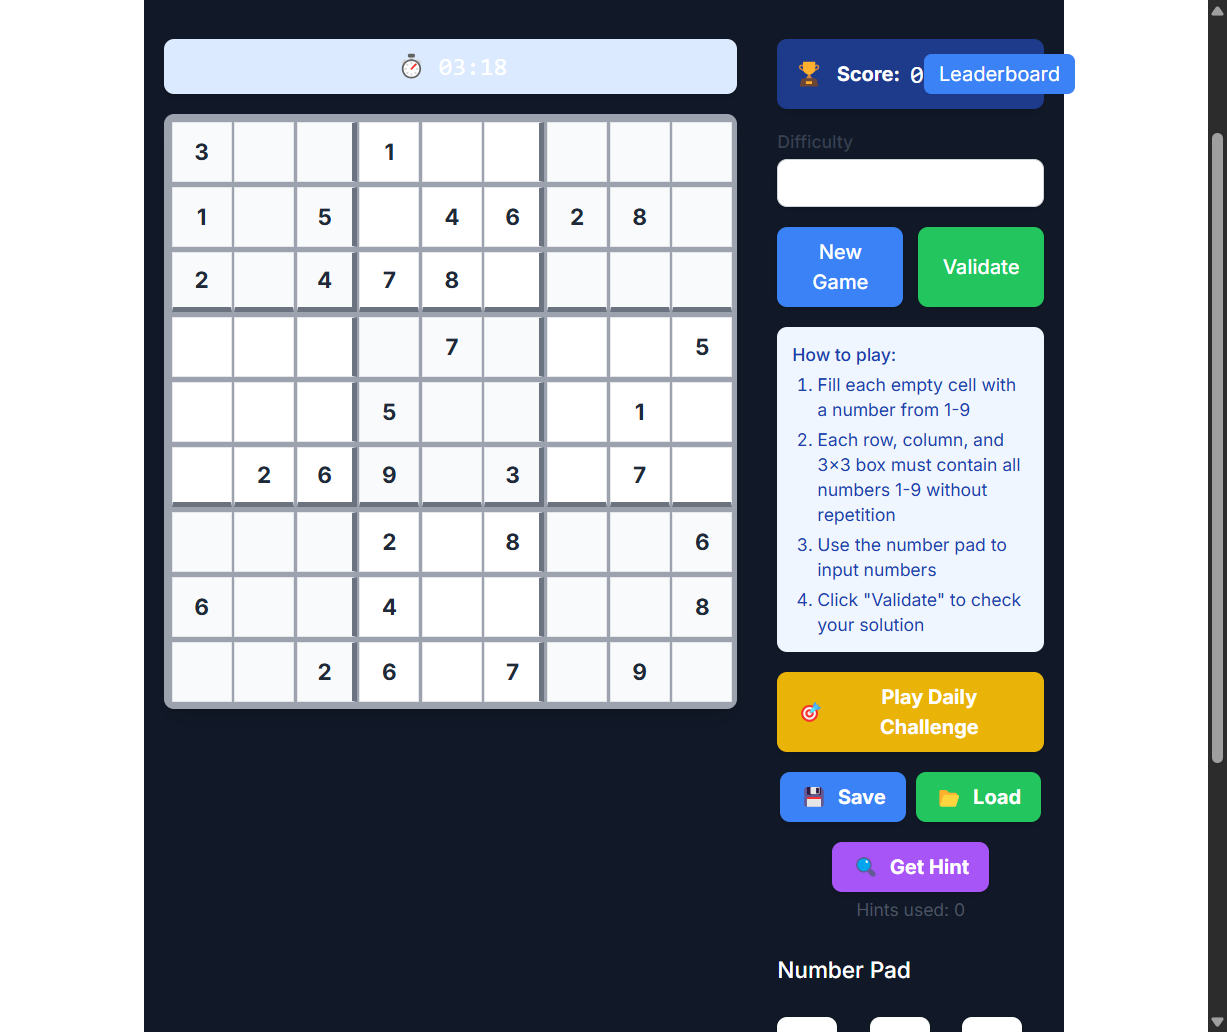 03:18
3 1
1 5 4 6 2 8
2 4 7 8
7 5
5 1
2 6 9 3 7
2 8 6
6 4 8
2 6 7 9
Score: 0
Leaderboard
Difficulty
New
Game
Validate
How to play:
1. Fill each empty cell with
a number from 1-9
2. Each row, column, and
3×3 box must contain all
numbers 1-9 without
repetition
3. Use the number pad to
input numbers
4. Click "Validate" to check
your solution
Play Daily
Challenge
Save
Load
Get Hint
Hints used: 0
Number Pad